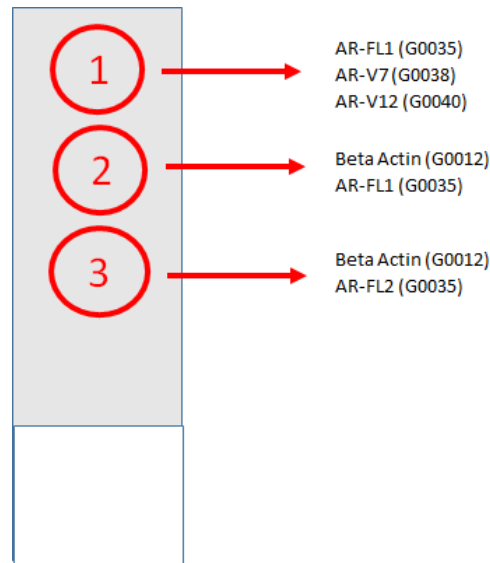 1
AR-FL1 (G0035)
AR-V7 (G0038)
AR-V12 (G0040)
2
Beta Actin (G0012)
AR-FL1 (G0035)
3
Beta Actin (G0012)
AR-FL2 (G0035)